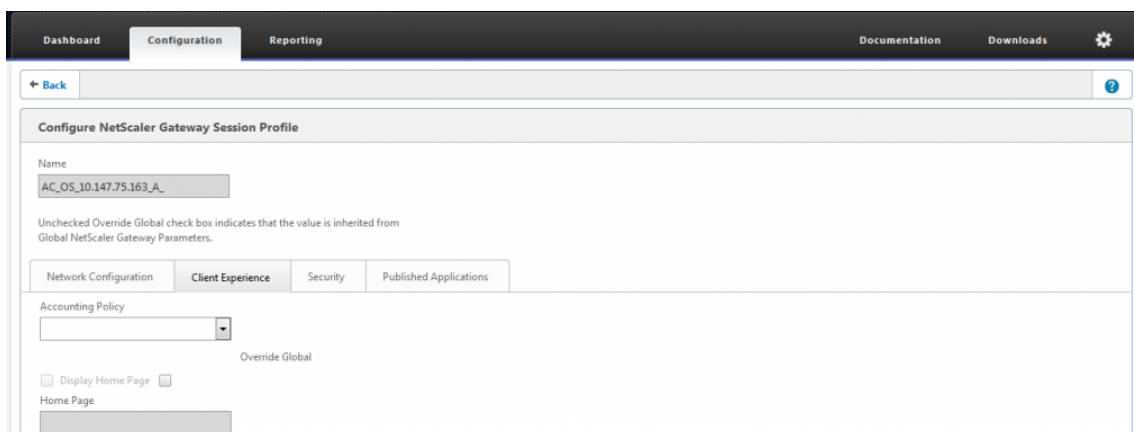 Dashboard Configuration Reporting Documentation Downloads
← Back ?
Configure NetScaler Gateway Session Profile
Name
AC_OS_10.147.75.163_A_
Unchecked Override Global check box indicates that the value is inherited from
Global NetScaler Gateway Parameters.
Network Configuration Client Experience Security Published Applications
Accounting Policy
Override Global
Display Home Page
Home Page